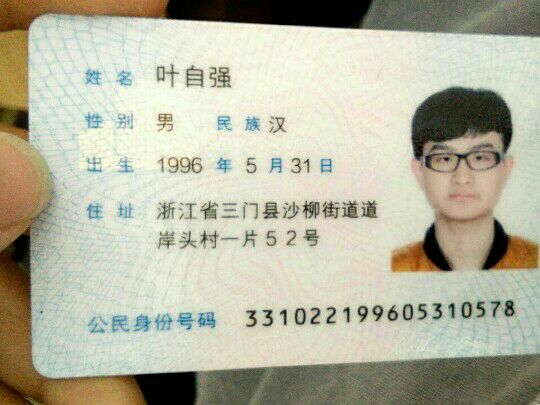 姓名 叶自强
性别 男 民族 汉
出生 1996 年 5 月 31 日
住址 浙江省三门县沙柳街道道
岸头村一片52号
公民身份号码 331022199605310578